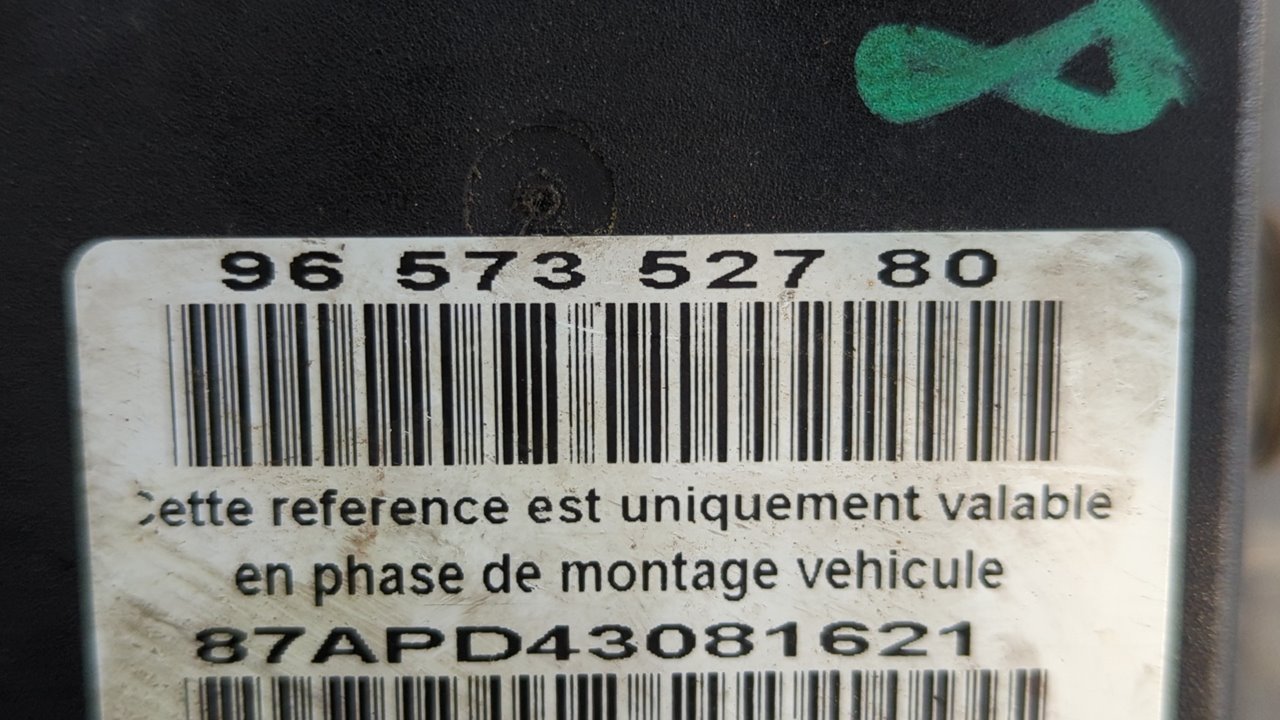 96 573 527 80
Cette reference est uniquement valable
en phase de montage vehicule
87APD43081621